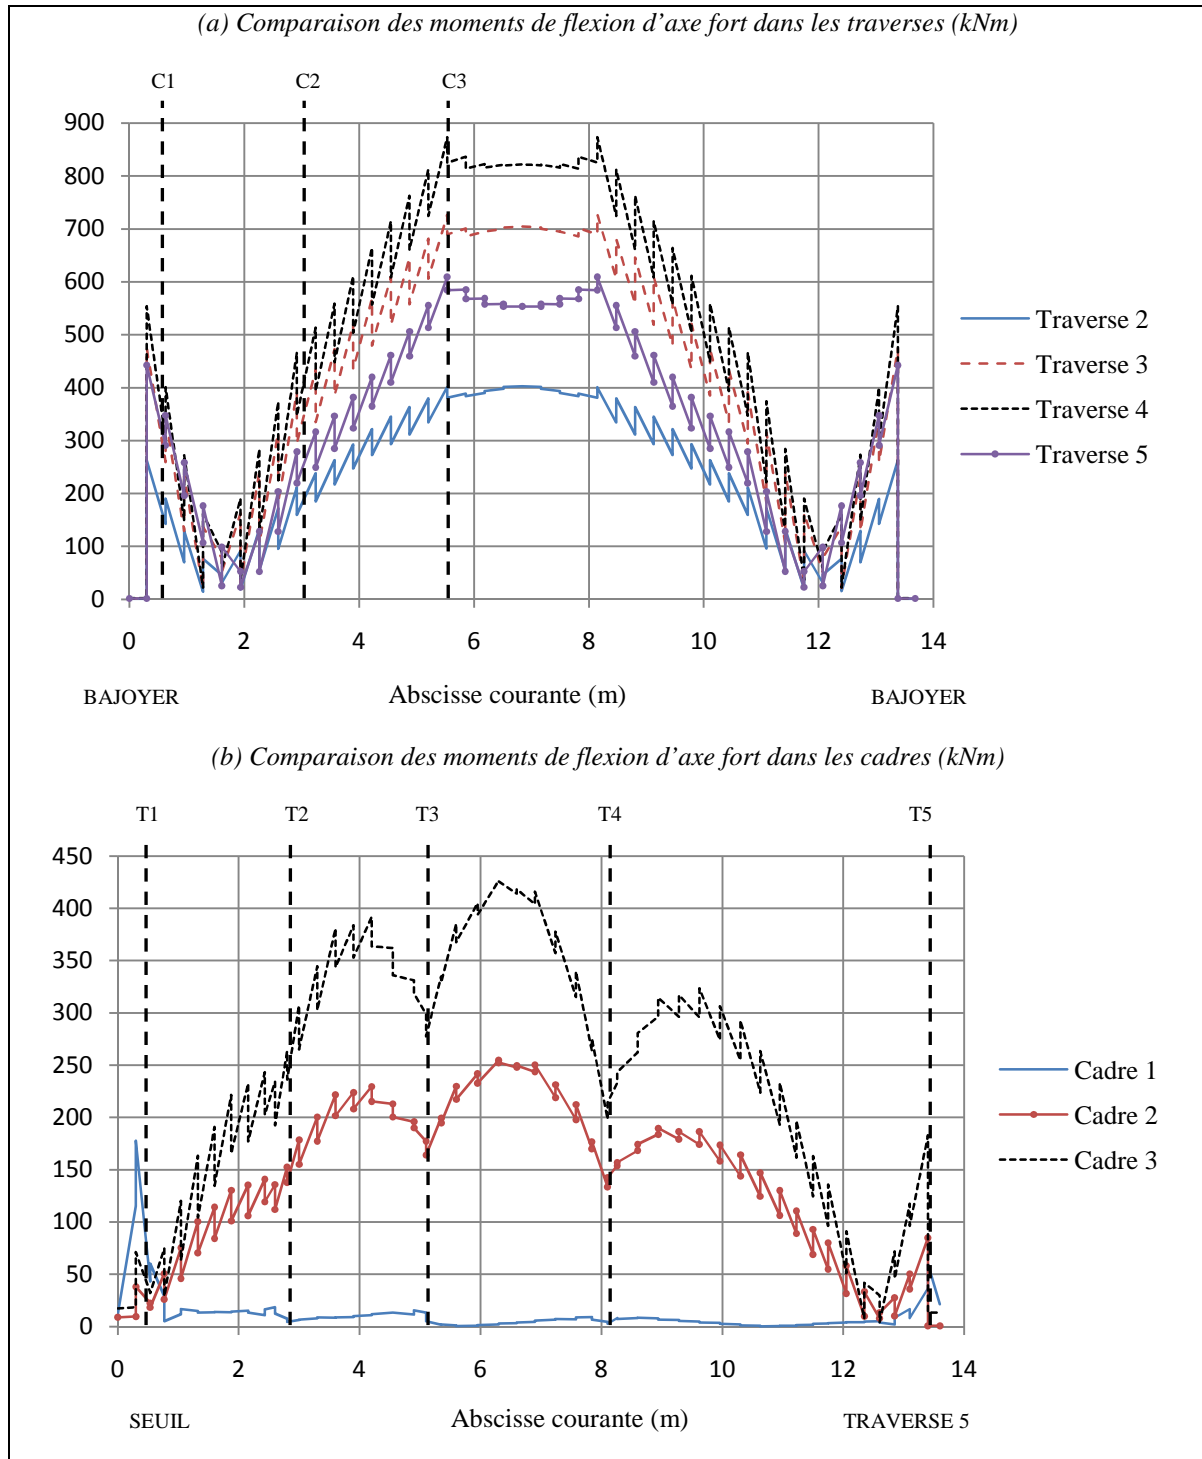 (a) Comparaison des moments de flexion d'axe fort dans les traverses (kNm)
C1 C2 C3
900
800
700
600
500
400
300
200
100
0
0 2 4 6 8 10 12 14
BAJOYER Abscisse courante (m) BAJOYER
Traverse 2
Traverse 3
Traverse 4
Traverse 5
(b) Comparaison des moments de flexion d'axe fort dans les cadres (kNm)
T1 T2 T3 T4 T5
450
400
350
300
250
200
150
100
50
0
0 2 4 6 8 10 12 14
SEUIL Abscisse courante (m) TRAVERSE 5
Cadre 1
Cadre 2
Cadre 3